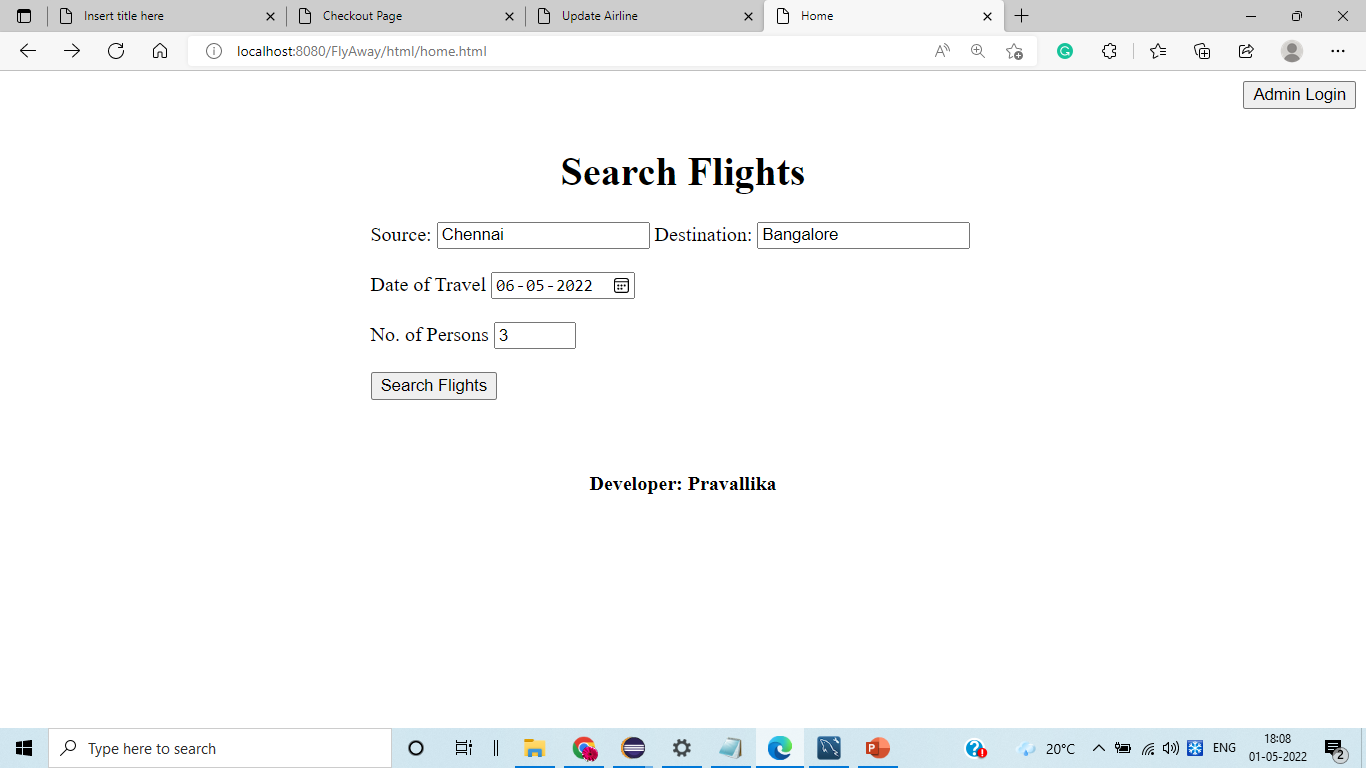 Insert title here
Checkout Page
Update Airline
Home
localhost:8080/FlyAway/html/home.html
Admin Login
Search Flights
Source: Chennai Destination: Bangalore
Date of Travel 06-05-2022
No. of Persons 3
Search Flights
Developer: Pravallika
Type here to search
20°C
ENG
18:08
01-05-2022
2